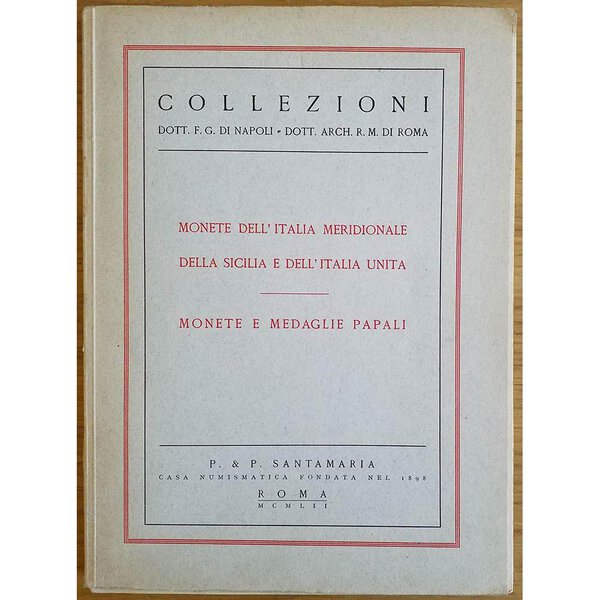 COLLEZIONI
DOTT. F. G. DI NAPOLI - DOTT. ARCH. R. M. DI ROMA
MONETE DELL'ITALIA MERIDIONALE
DELLA SICILIA E DELL'ITALIA UNITA
MONETE E MEDAGLIE PAPALI
P. & P. SANTAMARIA
CASA NUMISMATICA FONDATA NEL 1898
ROMA
MCMLII